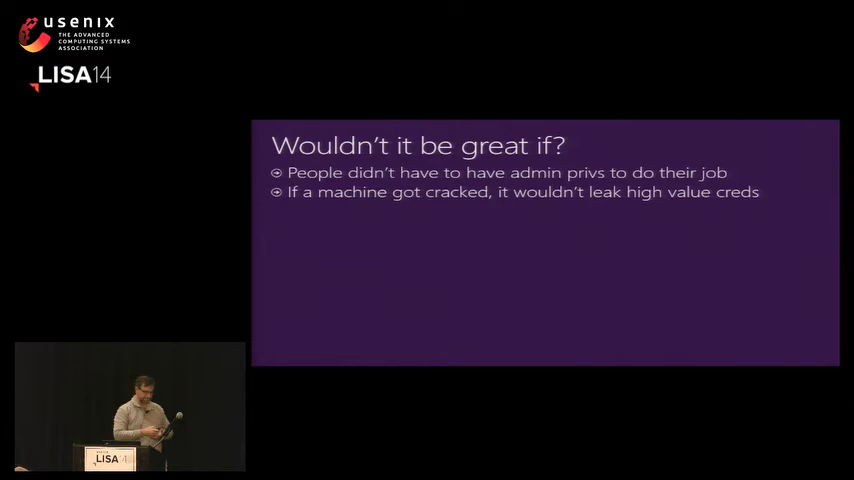 usenix
THE ADVANCED
COMPUTING SYSTEMS
ASSOCIATION
LISA14
Wouldn't it be great if?
People didn't have to have admin privs to do their job
If a machine got cracked, it wouldn't leak high value creds
LISA14